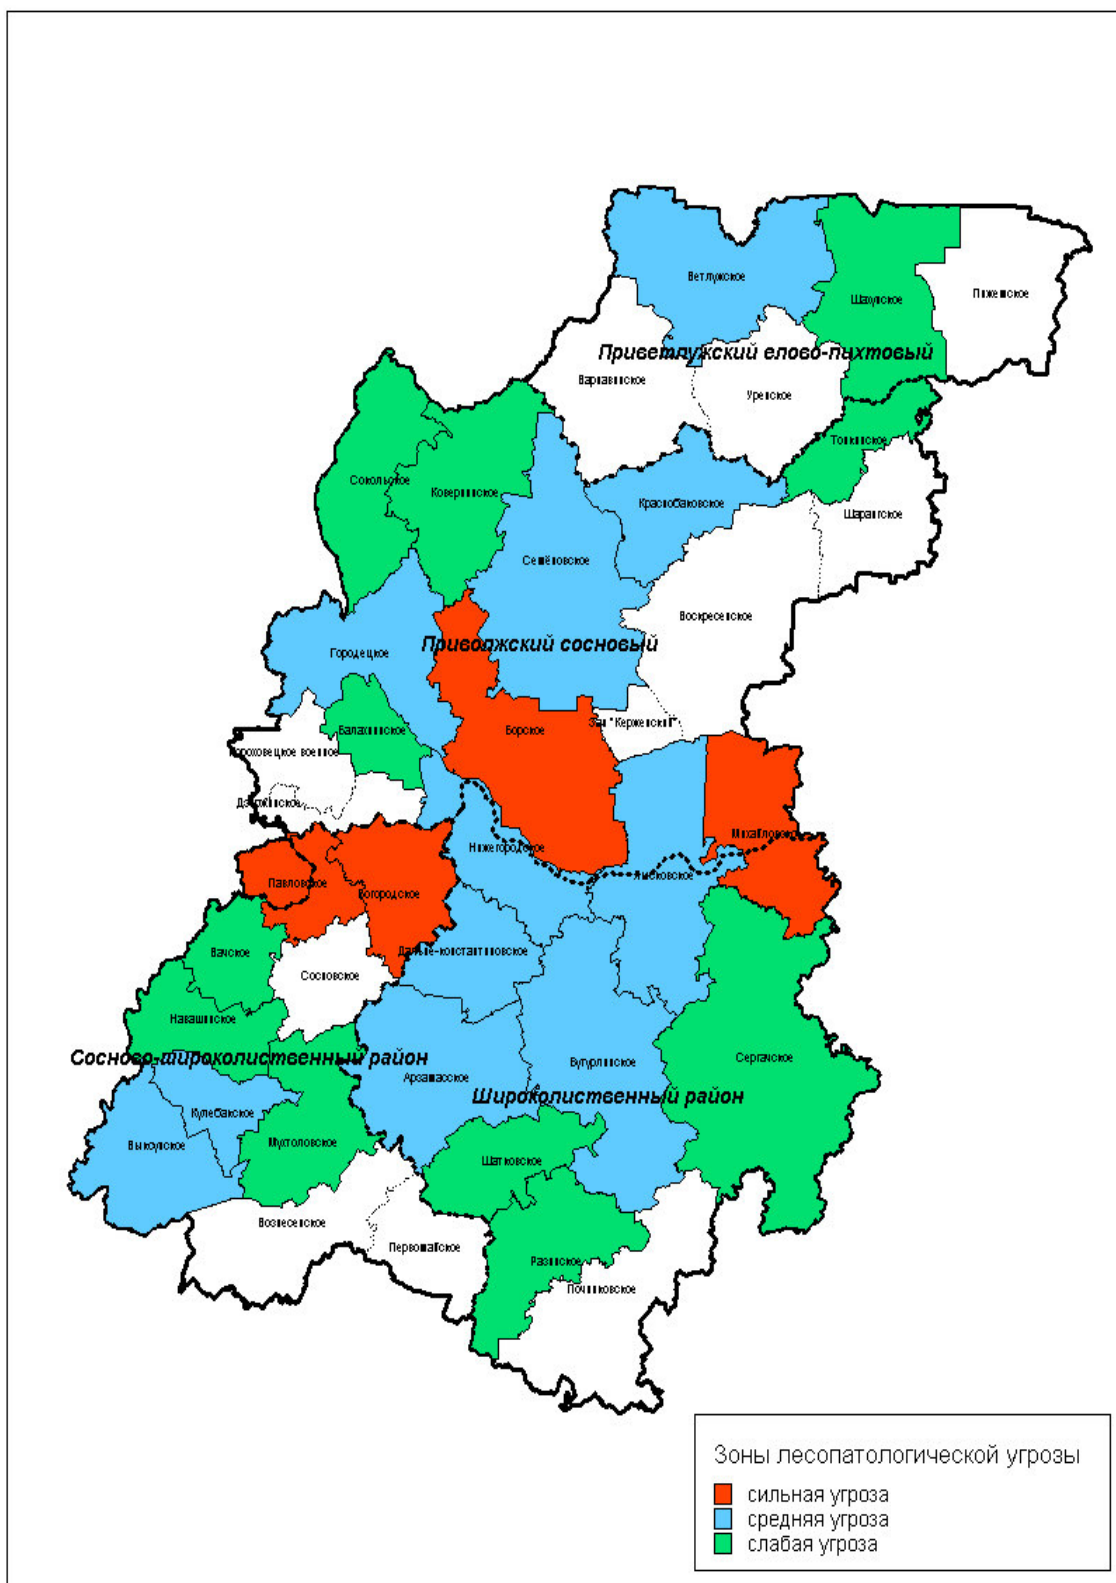 Ветлужское
Шахунское
Пижемское
Приветлужский елово-пихтовый
Варнавинское
Уренское
Тонкинское
Сокольское
Ковернинское
Краснобаковское
Шарангское
Семёновское
Воскресенское
Приволжский сосновый
Городецкое
Балахнинское
Борское
Зап "Керженский"
Гороховецкое военное
Дзержинское
Михайловское
Нижегородское
Лысковское
Павловское
Богородское
Вачское
Дальне-константиновское
Сосновское
Навашинское
Сосново-широколиственный район
Арзамасское
Бутурлинское
Сергачское
Широколиственный район
Кулебакское
Выксунское
Мухтоловское
Шатковское
Вознесенское
Первомайское
Разинское
Починковское
Зоны лесопатологической угрозы
сильная угроза
средняя угроза
слабая угроза